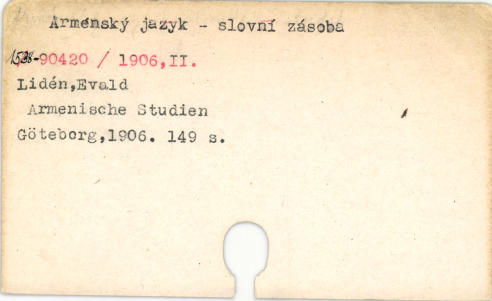 Arménský jazyk - slovní zásoba
-90420 / 1906,II.
Lidén,Evald
Armenische Studien
Göteborg,1906. 149 s.